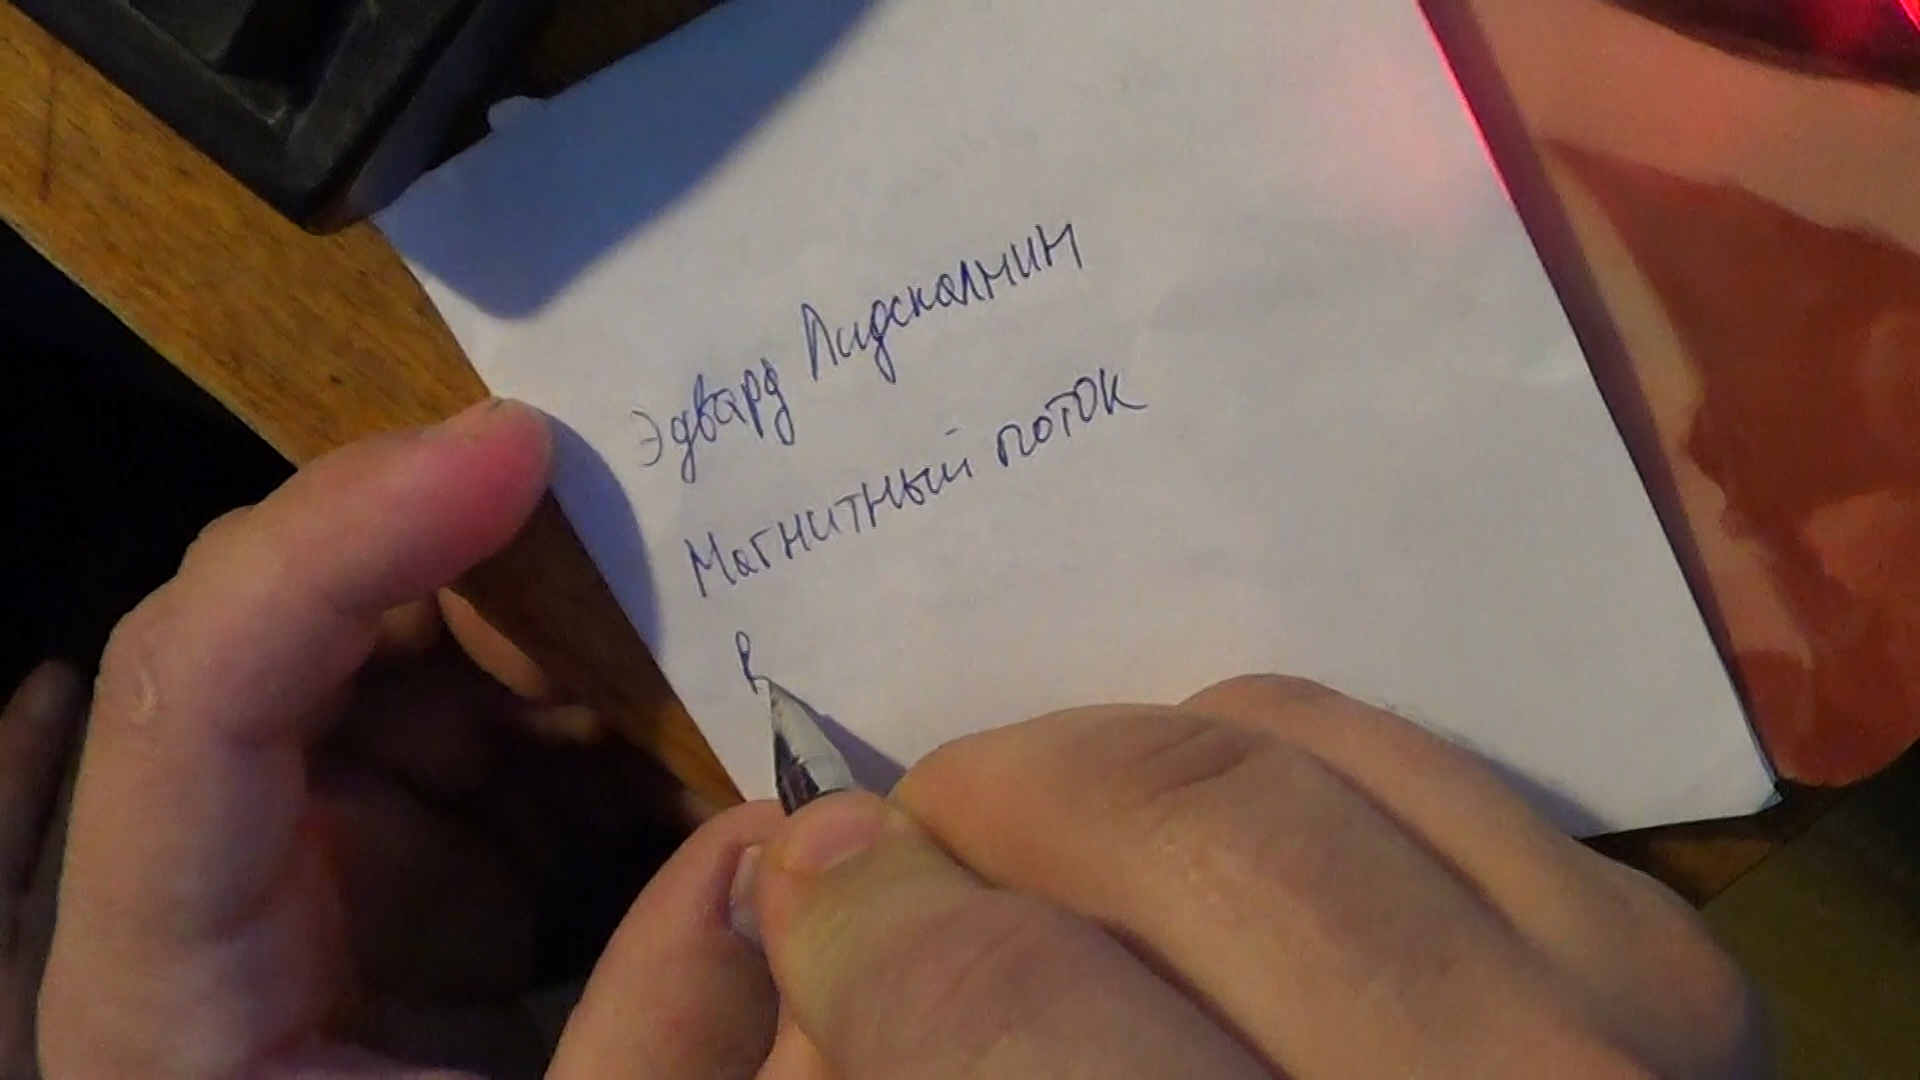 Эдвард Лидскалнин
Магнитный поток